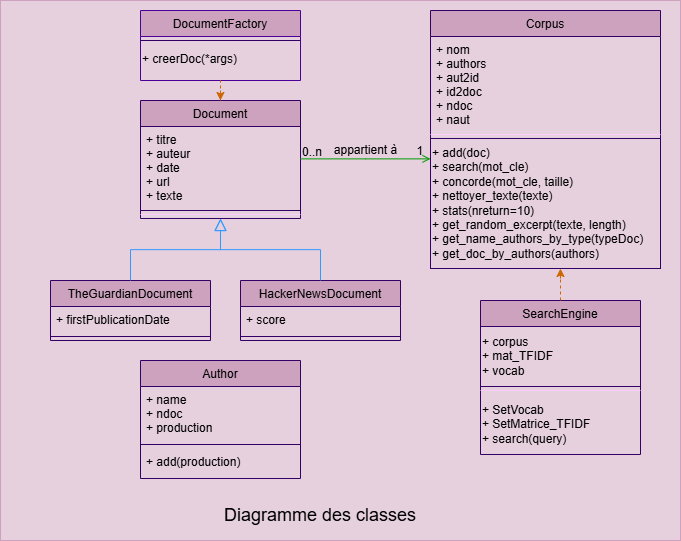 DocumentFactory
+ creerDoc(*args)
Document
+ titre
+ auteur
+ date
+ url
+ texte
0..n
appartient à
1
Corpus
+ nom
+ authors
+ aut2id
+ id2doc
+ ndoc
+ naut
+ add(doc)
+ search(mot_cle)
+ concorde(mot_cle, taille)
+ nettoyer_texte(texte)
+ stats(nreturn=10)
+ get_random_excerpt(texte, length)
+ get_name_authors_by_type(typeDoc)
+ get_doc_by_authors(authors)
TheGuardianDocument
+ firstPublicationDate
HackerNewsDocument
+ score
SearchEngine
+ corpus
+ mat_TFIDF
+ vocab
+ SetVocab
+ SetMatrice_TFIDF
+ search(query)
Author
+ name
+ ndoc
+ production
+ add(production)
Diagramme des classes